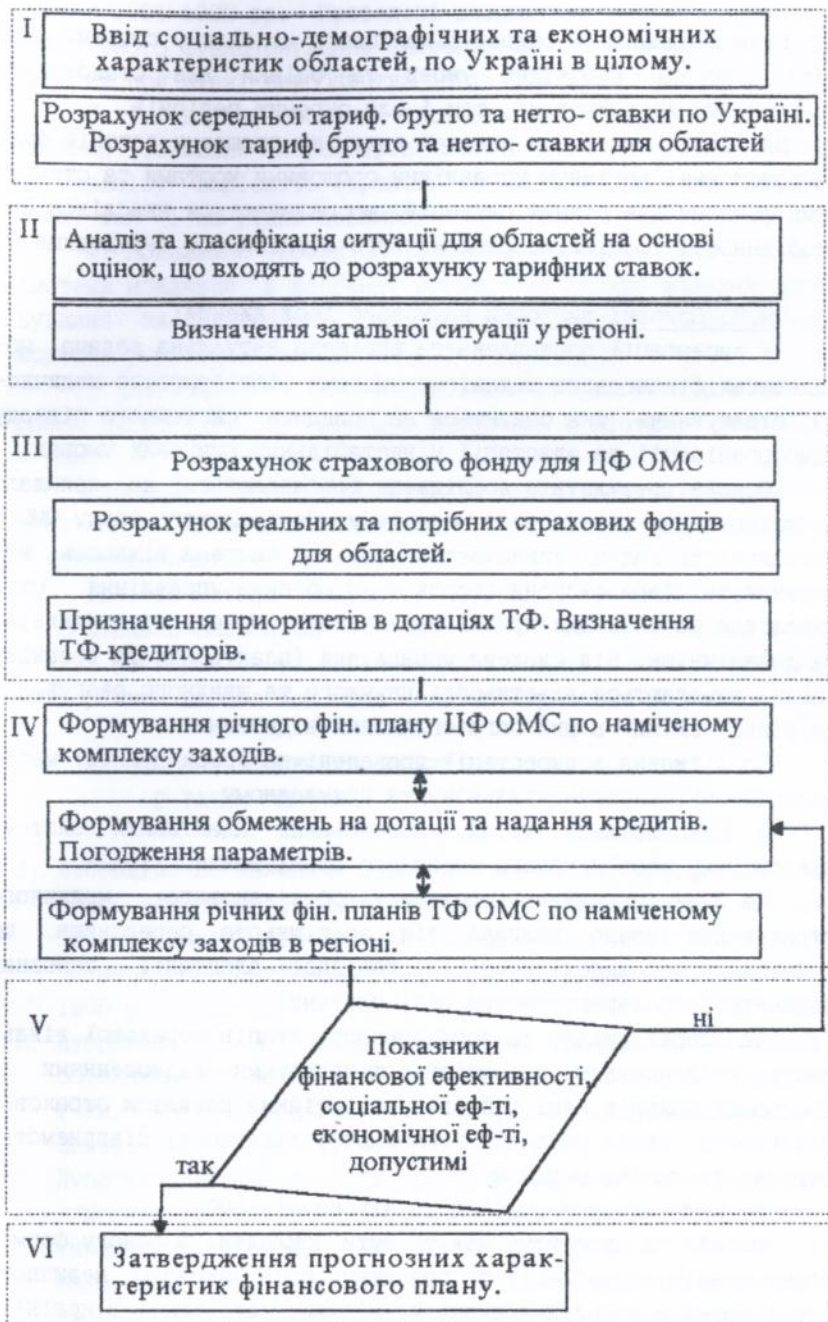 I
Ввід соціально-демографічних та економічних
характеристик областей, по Україні в цілому.
Розрахунок середньої тариф. брутто та нетто- ставки по Україні.
Розрахунок тариф. брутто та нетто- ставки для областей
II
Аналіз та класифікація ситуації для областей на основі
оцінок, що входять до розрахунку тарифних ставок.
Визначення загальної ситуації у регіоні.
III
Розрахунок страхового фонду для ЦФ ОМС
Розрахунок реальних та потрібних страхових фондів
для областей.
Призначення приоритетів в дотаціях ТФ. Визначення
ТФ-кредиторів.
IV
Формування річного фін. плану ЦФ ОМС по наміченому
комплексу заходів.
Формування обмежень на дотації та надання кредитів.
Погодження параметрів.
Формування річних фін. планів ТФ ОМС по наміченому
комплексу заходів в регіоні.
V
ні
Показники
фінансової ефективності,
соціальної еф-ті,
економічної еф-ті,
допустимі
так
VI
Затвердження прогнозних харак-
теристик фінансового плану.